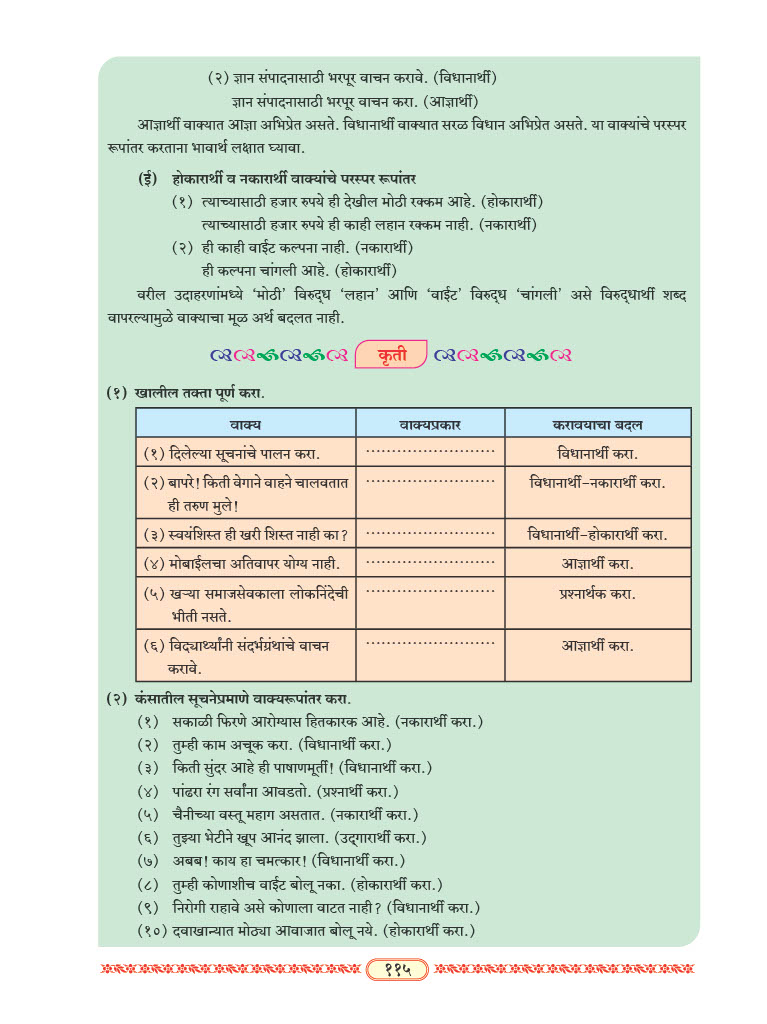 (२) ज्ञान संपादनासाठी भरपूर वाचन करावे. (विधानार्थी)
ज्ञान संपादनासाठी भरपूर वाचन करा. (आज्ञार्थी)
आज्ञार्थी वाक्यात आज्ञा अभिप्रेत असते. विधानार्थी वाक्यात सरळ विधान अभिप्रेत असते. या वाक्यांचे परस्पर
रूपांतर करताना भावार्थ लक्षात घ्यावा.
(ई) होकारार्थी व नकारार्थी वाक्यांचे परस्पर रूपांतर
(१) त्याच्यासाठी हजार रुपये ही देखील मोठी रक्कम आहे. (होकारार्थी)
त्याच्यासाठी हजार रुपये ही काही लहान रक्कम नाही. (नकारार्थी)
(२) ही काही वाईट कल्पना नाही. (नकारार्थी)
ही कल्पना चांगली आहे. (होकारार्थी)
वरील उदाहरणांमध्ये ‘मोठी’ विरुद्ध ‘लहान’ आणि ‘वाईट’ विरुद्ध ‘चांगली’ असे विरुद्धार्थी शब्द
वापरल्यामुळे वाक्याचा मूळ अर्थ बदलत नाही.
कृती
(१) खालील तक्ता पूर्ण करा.
वाक्य वाक्यप्रकार करावयाचा बदल
(१) दिलेल्या सूचनांचे पालन करा. ......................... विधानार्थी करा.
(२) बापरे! किती वेगाने वाहने चालवतात ......................... विधानार्थी-नकारार्थी करा.
ही तरुण मुले!
(३) स्वयंशिस्त ही खरी शिस्त नाही का? ......................... विधानार्थी-होकारार्थी करा.
(४) मोबाईलचा अतिवापर योग्य नाही. ......................... आज्ञार्थी करा.
(५) खऱ्या समाजसेवकाला लोकनिंदेची ......................... प्रश्नार्थक करा.
भीती नसते.
(६) विद्यार्थ्यांनी संदर्भग्रंथांचे वाचन ......................... आज्ञार्थी करा.
करावे.
(२) कंसातील सूचनेप्रमाणे वाक्यरूपांतर करा.
(१) सकाळी फिरणे आरोग्यास हितकारक आहे. (नकारार्थी करा.)
(२) तुम्ही काम अचूक करा. (विधानार्थी करा.)
(३) किती सुंदर आहे ही पाषाणमूर्ती! (विधानार्थी करा.)
(४) पांढरा रंग सर्वांना आवडतो. (प्रश्नार्थी करा.)
(५) चैनीच्या वस्तू महाग असतात. (नकारार्थी करा.)
(६) तुझ्या भेटीने खूप आनंद झाला. (उद्गारार्थी करा.)
(७) अबब! काय हा चमत्कार! (विधानार्थी करा.)
(८) तुम्ही कोणाशीच वाईट बोलू नका. (होकारार्थी करा.)
(९) निरोगी राहावे असे कोणाला वाटत नाही? (विधानार्थी करा.)
(१०) दवाखान्यात मोठ्या आवाजात बोलू नये. (होकारार्थी करा.)
११५